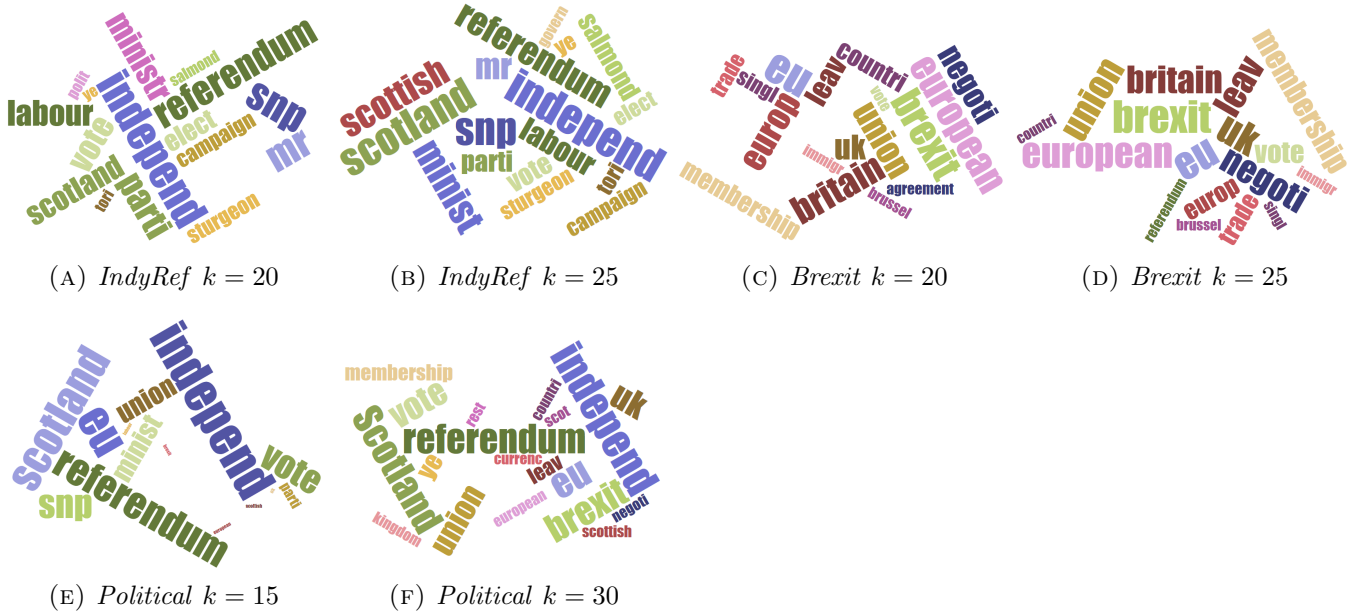 ministr
referendum
salmond
polit
ye
independ
snp
labour
vote
elect
campaign
mr
scotland
parti
tori
sturgeon
referendum
govern
ye
salmond
mr
scottish
scotland
independ
elect
snp
labour
parti
minist
vote
tori
sturgeon
campaign
trade
singl
eu
leav
countri
negoti
european
europ
vote
brexit
union
uk
immigr
britain
agreement
brussel
membership
membership
union
britain
leav
countri
brexit
uk
european
eu
vote
negoti
immigr
referendum
europ
brussel
trade
singl
(A) IndyRef k = 20
(B) IndyRef k = 25
(C) Brexit k = 20
(D) Brexit k = 25
independ
scotland
union
eu
minist
vote
referendum
snp
parti
scottish
european
membership
vote
rest
countri
scot
independ
uk
scotland
referendum
currenc
ye
leav
eu
european
union
brexit
negoti
kingdom
scottish
(E) Political k = 15
(F) Political k = 30